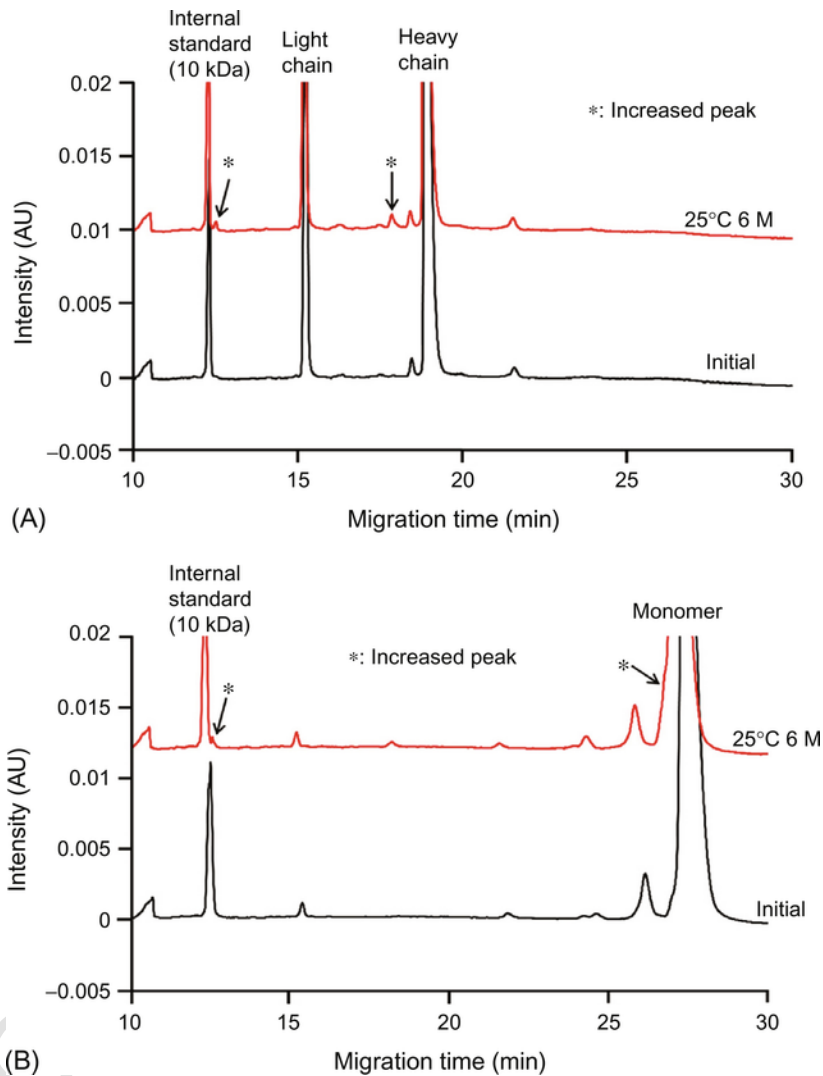 Internal
standard
(10 kDa)
Light
chain
Heavy
chain
0.02
0.015
0.01
0.005
0
−0.005
Intensity (AU)
*: Increased peak
*
*
25°C 6 M
Initial
10
15
20
25
30
(A)
Migration time (min)
Internal
standard
(10 kDa)
Monomer
0.02
0.015
0.01
0.005
0
−0.005
Intensity (AU)
*: Increased peak
*
*
25°C 6 M
Initial
10
15
20
25
30
(B)
Migration time (min)